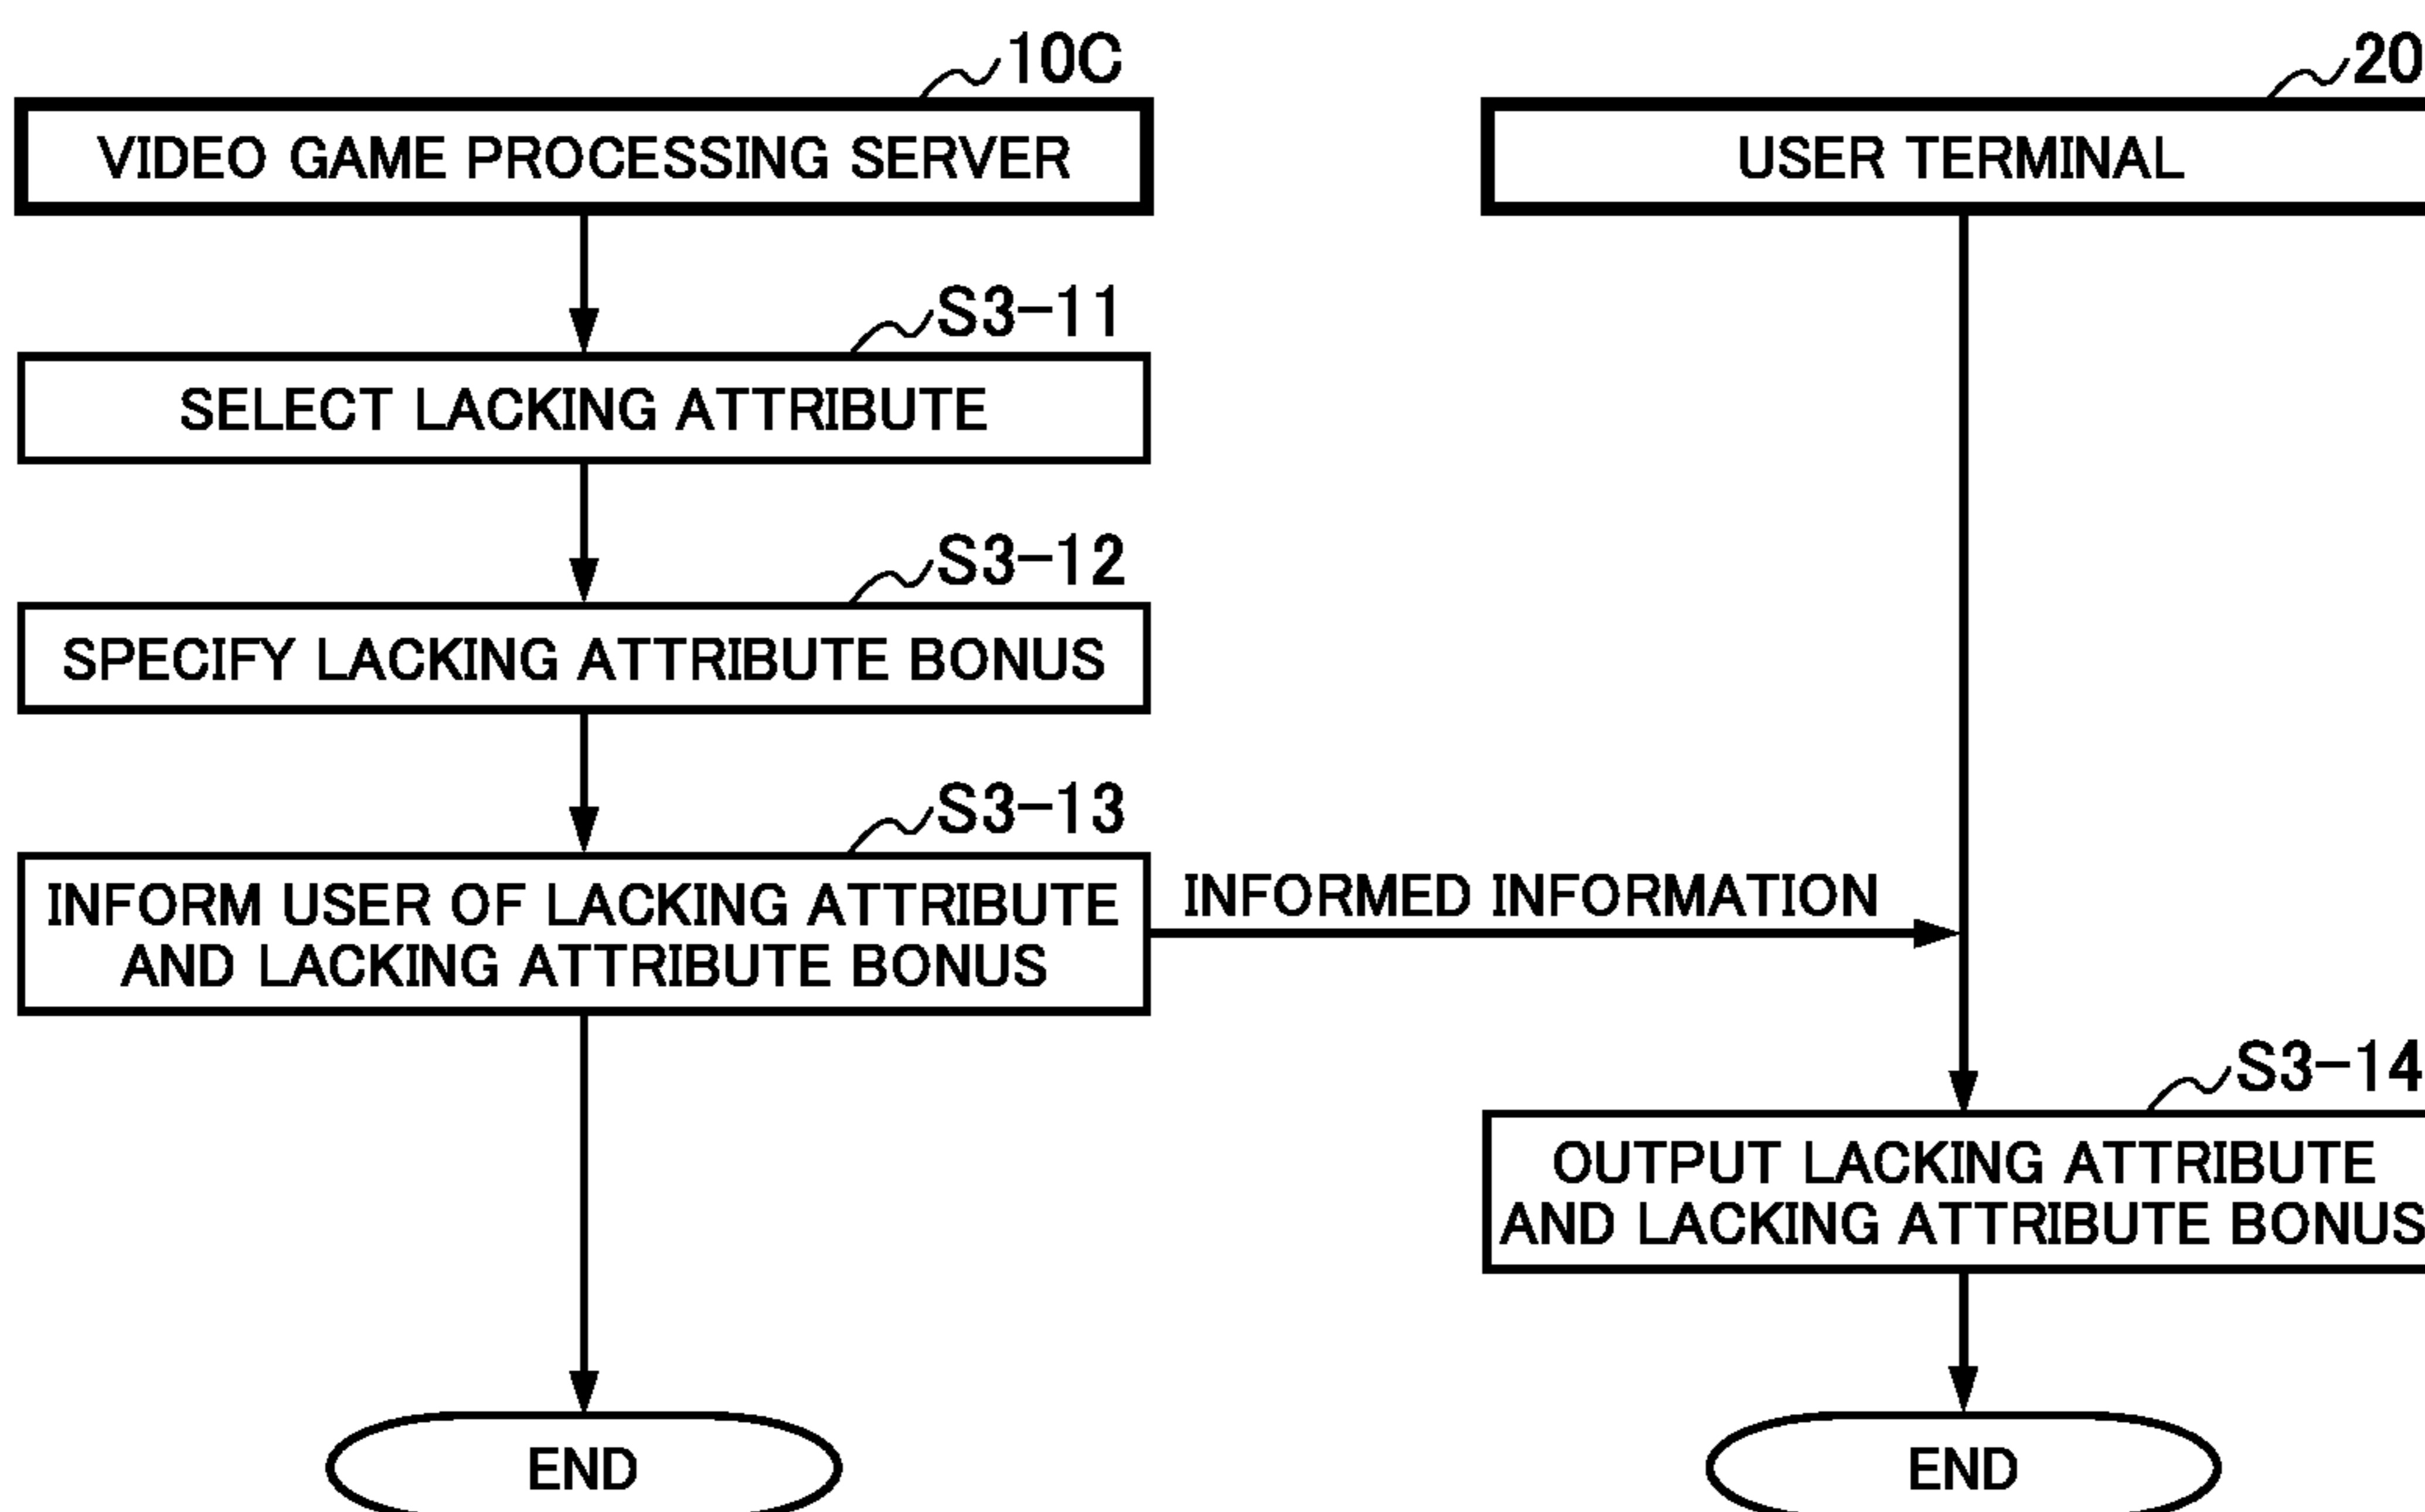 10C
VIDEO GAME PROCESSING SERVER
S3-11
SELECT LACKING ATTRIBUTE
S3-12
SPECIFY LACKING ATTRIBUTE BONUS
S3-13
INFORM USER OF LACKING ATTRIBUTE
AND LACKING ATTRIBUTE BONUS
END
INFORMED INFORMATION
20
USER TERMINAL
S3-14
OUTPUT LACKING ATTRIBUTE
AND LACKING ATTRIBUTE BONUS
END